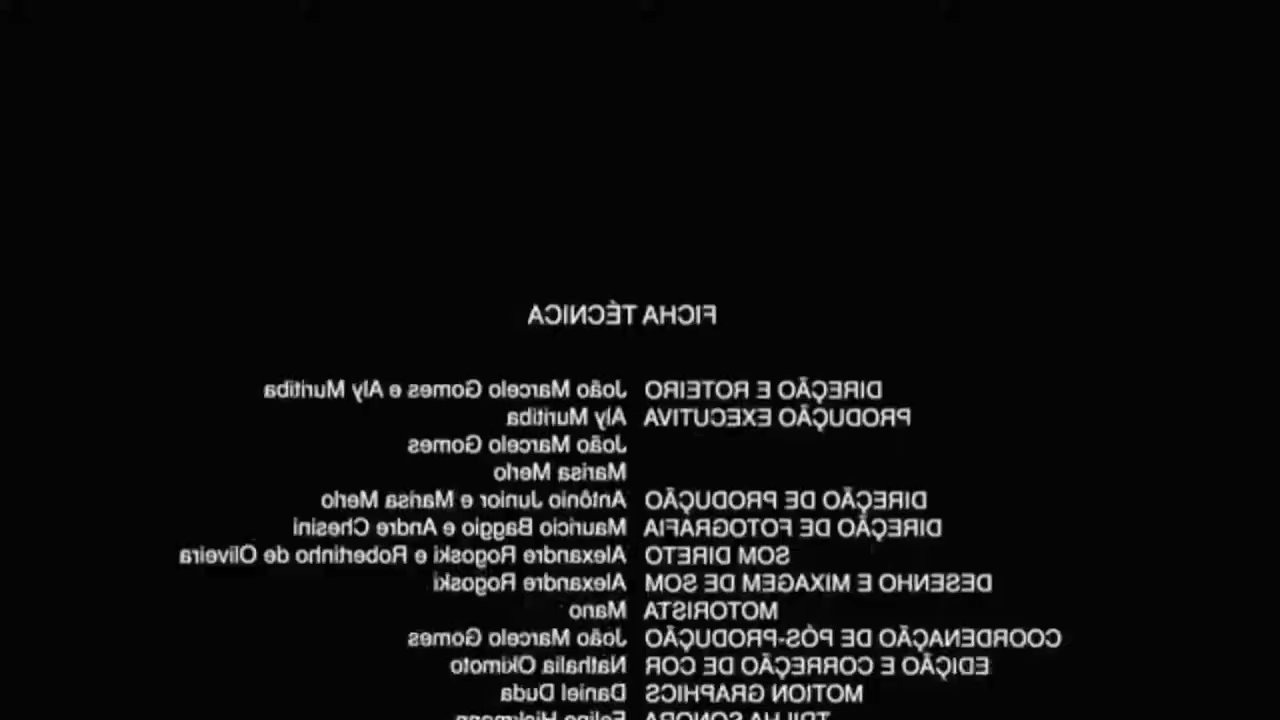 FICHA TÉCNICA
DIREÇÃO E ROTEIRO João Marcelo Gomes e Aly Muritiba
PRODUÇÃO EXECUTIVA Aly Muritiba
João Marcelo Gomes
Marisa Merlo
DIREÇÃO DE PRODUÇÃO Antônio Junior e Marisa Merlo
DIREÇÃO DE FOTOGRAFIA Mauricio Baggio e Andre Chesini
SOM DIRETO Alexandre Rogoski e Robertinho de Oliveira
DESENHO E MIXAGEM DE SOM Alexandre Rogoski
MOTORISTA Mano
COORDENAÇÃO DE PÓS-PRODUÇÃO João Marcelo Gomes
EDIÇÃO E CORREÇÃO DE COR Nathalia Okimoto
MOTION GRAPHICS Daniel Duda
TRILHA SONORA Felipe